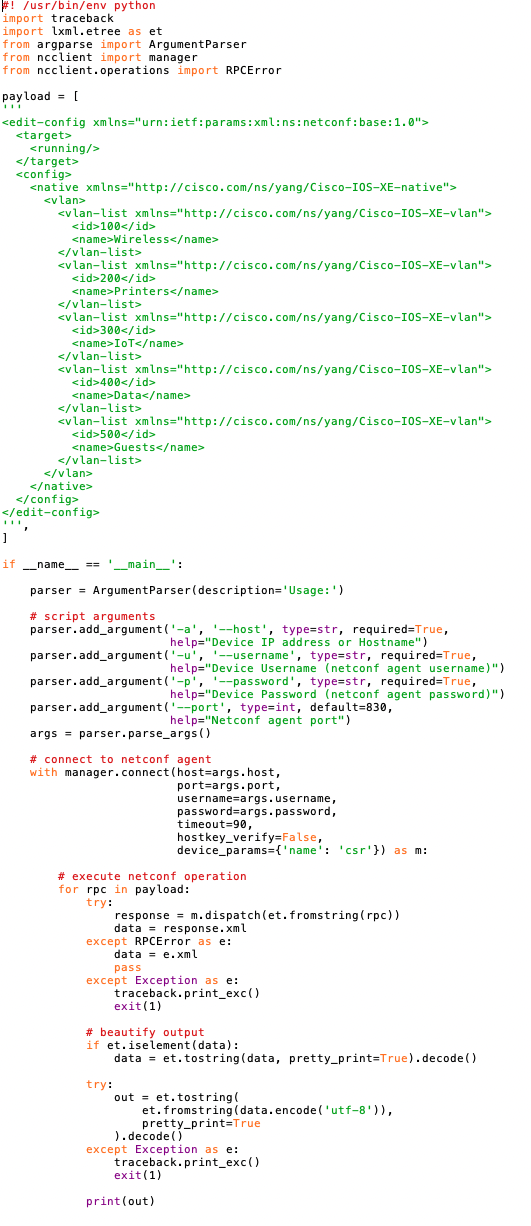 #! /usr/bin/env python
import traceback
import lxml.etree as et
from argparse import ArgumentParser
from ncclient import manager
from ncclient.operations import RPCError

payload = [
'''
<edit-config xmlns="urn:ietf:params:xml:ns:netconf:base:1.0">
  <target>
    <running/>
  </target>
  <config>
    <native xmlns="http://cisco.com/ns/yang/Cisco-IOS-XE-native">
      <vlan>
        <vlan-list xmlns="http://cisco.com/ns/yang/Cisco-IOS-XE-vlan">
          <id>100</id>
          <name>Wireless</name>
        </vlan-list>
        <vlan-list xmlns="http://cisco.com/ns/yang/Cisco-IOS-XE-vlan">
          <id>200</id>
          <name>Printers</name>
        </vlan-list>
        <vlan-list xmlns="http://cisco.com/ns/yang/Cisco-IOS-XE-vlan">
          <id>300</id>
          <name>IoT</name>
        </vlan-list>
        <vlan-list xmlns="http://cisco.com/ns/yang/Cisco-IOS-XE-vlan">
          <id>400</id>
          <name>Data</name>
        </vlan-list>
        <vlan-list xmlns="http://cisco.com/ns/yang/Cisco-IOS-XE-vlan">
          <id>500</id>
          <name>Guests</name>
        </vlan-list>
      </vlan>
    </native>
  </config>
</edit-config>
''',
]

if __name__ == '__main__':

    parser = ArgumentParser(description='Usage:')

    # script arguments
    parser.add_argument('-a', '--host', type=str, required=True,
                        help="Device IP address or Hostname")
    parser.add_argument('-u', '--username', type=str, required=True,
                        help="Device Username (netconf agent username)")
    parser.add_argument('-p', '--password', type=str, required=True,
                        help="Device Password (netconf agent password)")
    parser.add_argument('--port', type=int, default=830,
                        help="Netconf agent port")
    args = parser.parse_args()

    # connect to netconf agent
    with manager.connect(host=args.host,
                         port=args.port,
                         username=args.username,
                         password=args.password,
                         timeout=90,
                         hostkey_verify=False,
                         device_params={'name': 'csr'}) as m:

        # execute netconf operation
        for rpc in payload:
            try:
                response = m.dispatch(et.fromstring(rpc))
                data = response.xml
            except RPCError as e:
                data = e.xml
                pass
            except Exception as e:
                traceback.print_exc()
                exit(1)

            # beautify output
            if et.iselement(data):
                data = et.tostring(data, pretty_print=True).decode()

            try:
                out = et.tostring(
                    et.fromstring(data.encode('utf-8')),
                    pretty_print=True
                ).decode()
            except Exception as e:
                traceback.print_exc()
                exit(1)

            print(out)